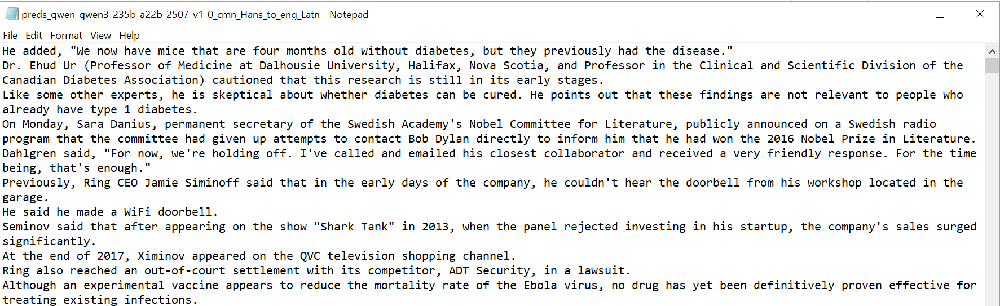 preds_qwen-qwen3-235b-a22b-2507-v1-0_cmn_Hans_to_eng_Latn - Notepad
File Edit Format View Help
He added, "We now have mice that are four months old without diabetes, but they previously had the disease."
Dr. Ehud Ur (Professor of Medicine at Dalhousie University, Halifax, Nova Scotia, and Professor in the Clinical and Scientific Division of the
Canadian Diabetes Association) cautioned that this research is still in its early stages.
Like some other experts, he is skeptical about whether diabetes can be cured. He points out that these findings are not relevant to people who
already have type 1 diabetes.
On Monday, Sara Danius, permanent secretary of the Swedish Academy's Nobel Committee for Literature, publicly announced on a Swedish radio
program that the committee had given up attempts to contact Bob Dylan directly to inform him that he had won the 2016 Nobel Prize in Literature.
Dahlgren said, "For now, we're holding off. I've called and emailed his closest collaborator and received a very friendly response. For the time
being, that's enough."
Previously, Ring CEO Jamie Siminoff said that in the early days of the company, he couldn't hear the doorbell from his workshop located in the
garage.
He said he made a WiFi doorbell.
Seminov said that after appearing on the show "Shark Tank" in 2013, when the panel rejected investing in his startup, the company's sales surged
significantly.
At the end of 2017, Ximinov appeared on the QVC television shopping channel.
Ring also reached an out-of-court settlement with its competitor, ADT Security, in a lawsuit.
Although an experimental vaccine appears to reduce the mortality rate of the Ebola virus, no drug has yet been definitively proven effective for
treating existing infections.